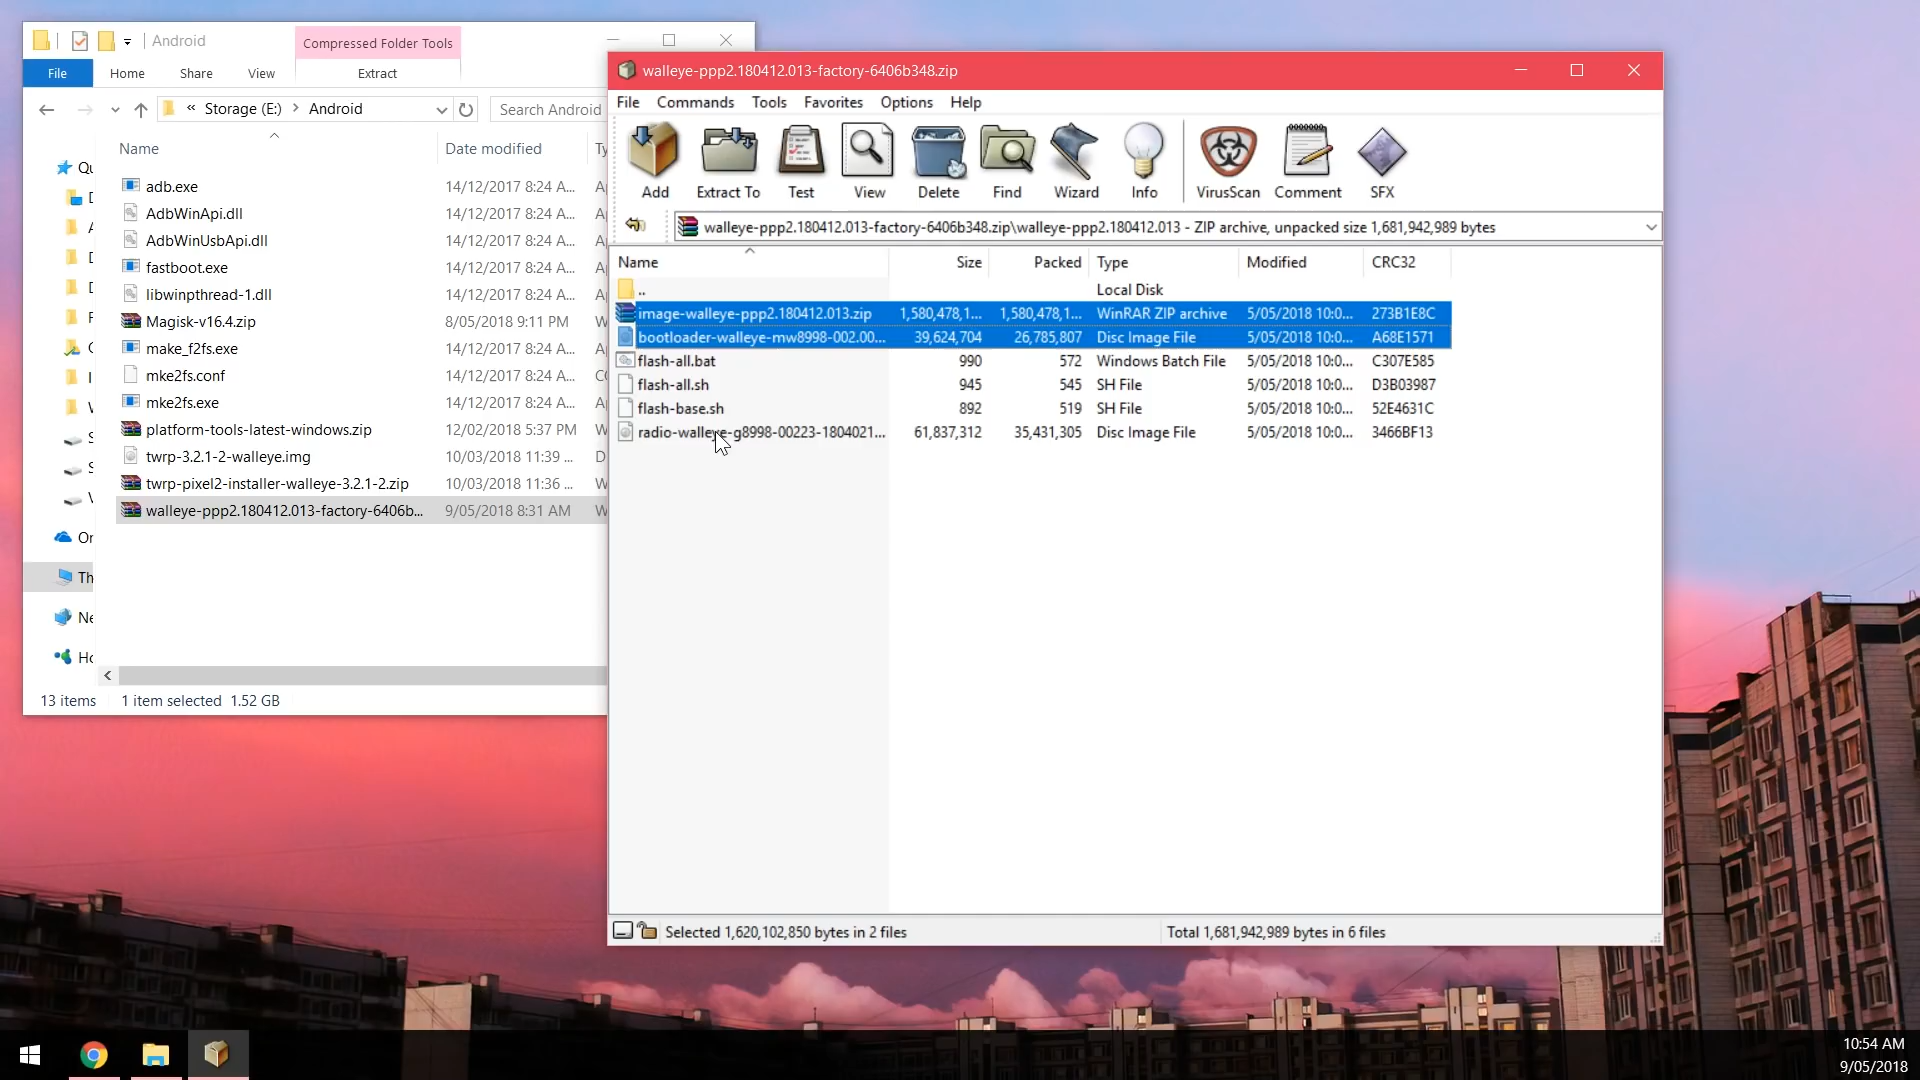 Android
Compressed Folder Tools
File
Home
Share
View
Extract
« Storage (E:) > Android
Search Android
Name
Date modified
Ty
adb.exe 14/12/2017 8:24 A...
AdbWinApi.dll 14/12/2017 8:24 A...
AdbWinUsbApi.dll 14/12/2017 8:24 A...
fastboot.exe 14/12/2017 8:24 A...
libwinpthread-1.dll 14/12/2017 8:24 A...
Magisk-v16.4.zip 8/05/2018 9:11 PM
make_f2fs.exe 14/12/2017 8:24 A...
mke2fs.conf 14/12/2017 8:24 A...
mke2fs.exe 14/12/2017 8:24 A...
platform-tools-latest-windows.zip 12/02/2018 5:37 PM
twrp-3.2.1-2-walleye.img 10/03/2018 11:39 ...
twrp-pixel2-installer-walleye-3.2.1-2.zip 10/03/2018 11:36 ...
walleye-ppp2.180412.013-factory-6406b... 9/05/2018 8:31 AM
Qu
Or
Th
Ne
Hc
13 items 1 item selected 1.52 GB
walleye-ppp2.180412.013-factory-6406b348.zip
File Commands Tools Favorites Options Help
Add Extract To Test View Delete Find Wizard Info VirusScan Comment SFX
walleye-ppp2.180412.013-factory-6406b348.zip\walleye-ppp2.180412.013 - ZIP archive, unpacked size 1,681,942,989 bytes
Name Size Packed Type Modified CRC32
.. Local Disk
image-walleye-ppp2.180412.013.zip 1,580,478,1... 1,580,478,1... WinRAR ZIP archive 5/05/2018 10:0... 273B1E8C
bootloader-walleye-mw8998-002.00... 39,624,704 26,785,807 Disc Image File 5/05/2018 10:0... A68E1571
flash-all.bat 990 572 Windows Batch File 5/05/2018 10:0... C307E585
flash-all.sh 945 545 SH File 5/05/2018 10:0... D3B03987
flash-base.sh 892 519 SH File 5/05/2018 10:0... 52E4631C
radio-walleye-g8998-00223-1804021... 61,837,312 35,431,305 Disc Image File 5/05/2018 10:0... 3466BF13
Selected 1,620,102,850 bytes in 2 files
Total 1,681,942,989 bytes in 6 files
10:54 AM
9/05/2018